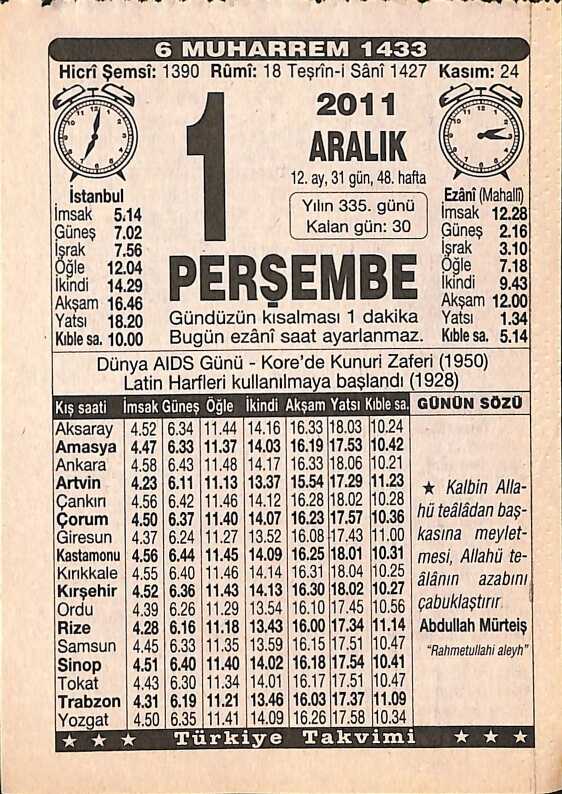 6 MUHARREM 1433
Hicrî Şemsî: 1390 Rûmî: 18 Teşrîn-i Sânî 1427 Kasım: 24
1
2011
ARALIK
12. ay, 31 gün, 48. hafta
Yılın 335. günü
Kalan gün: 30
PERŞEMBE
Gündüzün kısalması 1 dakika
Bugün ezânî saat ayarlanmaz.
İstanbul
İmsak 5.14
Güneş 7.02
İşrak 7.56
Öğle 12.04
İkindi 14.29
Akşam 16.46
Yatsı 18.20
Kıble sa. 10.00
Ezânî (Mahallî)
İmsak 12.28
Güneş 2.16
İşrak 3.10
Öğle 7.18
İkindi 9.43
Akşam 12.00
Yatsı 1.34
Kıble sa. 5.14
Dünya AIDS Günü - Kore'de Kunuri Zaferi (1950)
Latin Harfleri kullanılmaya başlandı (1928)
Kış saati İmsak Güneş Öğle İkindi Akşam Yatsı Kıble sa.
Aksaray 4.52 6.34 11.44 14.16 16.33 18.03 10.24
Amasya 4.47 6.33 11.37 14.03 16.19 17.53 10.42
Ankara 4.58 6.43 11.48 14.17 16.33 18.06 10.21
Artvin 4.23 6.11 11.13 13.37 15.54 17.29 11.23
Çankırı 4.56 6.42 11.46 14.12 16.28 18.02 10.28
Çorum 4.50 6.37 11.40 14.07 16.23 17.57 10.36
Giresun 4.37 6.24 11.27 13.52 16.08 17.43 11.00
Kastamonu 4.56 6.44 11.45 14.09 16.25 18.01 10.31
Kırıkkale 4.55 6.40 11.46 14.14 16.31 18.04 10.25
Kırşehir 4.52 6.36 11.43 14.13 16.30 18.02 10.27
Ordu 4.39 6.26 11.29 13.54 16.10 17.45 10.56
Rize 4.28 6.16 11.18 13.43 16.00 17.34 11.14
Samsun 4.45 6.33 11.35 13.59 16.15 17.51 10.47
Sinop 4.51 6.40 11.40 14.02 16.18 17.54 10.41
Tokat 4.43 6.30 11.34 14.01 16.17 17.51 10.47
Trabzon 4.31 6.19 11.21 13.46 16.03 17.37 11.09
Yozgat 4.50 6.35 11.41 14.09 16.26 17.58 10.34
GÜNÜN SÖZÜ
★ Kalbin Alla-
hü teâlâdan baş-
kasına meylet-
mesi, Allahü te-
âlânın azabını
çabuklaştırır.
Abdullah Mürteiş
"Rahmetullahi aleyh"
★ ★ ★ Türkiye Takvimi ★ ★ ★